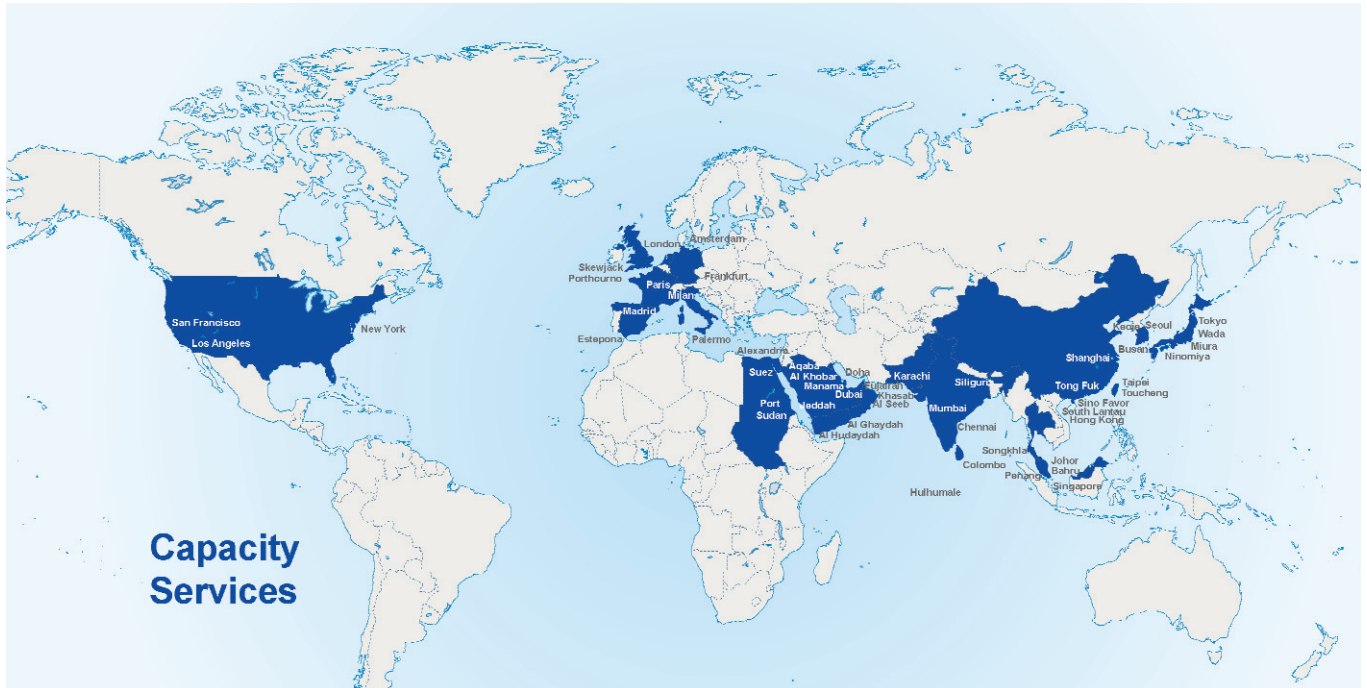 London
Amsterdam
Skewjack
Porthcurno
Frankfurt
Paris
Milan
Madrid
Estepona
Palermo
San Francisco
Los Angeles
New York
Alexandria
Suez
Aqaba
Al Khobar
Manama
Doha
Dubai
Fujairah
Khasab
Al Seeb
Jeddah
Port
Sudan
Al Ghaydah
Al Hudaydah
Karachi
Siliguri
Mumbai
Chennai
Colombo
Hulhumale
Keoje
Seoul
Busan
Tokyo
Wada
Miura
Ninomiya
Shanghai
Tong Fuk
Taipei
Toucheng
Sino Favor
South Lantau
Hong Kong
Songkhla
Penang
Johor
Bahru
Singapore
Capacity
Services